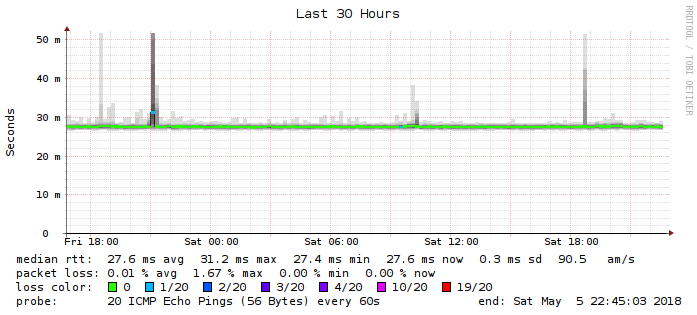 Last 30 Hours
RRDTOOL / TOBI OETIKER
Seconds
50 m
40 m
30 m
20 m
10 m
0
Fri 18:00 Sat 00:00 Sat 06:00 Sat 12:00 Sat 18:00
median rtt: 27.6 ms avg 31.2 ms max 27.4 ms min 27.6 ms now 0.3 ms sd 90.5 am/s
packet loss: 0.01 % avg 1.67 % max 0.00 % min 0.00 % now
loss color: 0 1/20 2/20 3/20 4/20 10/20 19/20
probe: 20 ICMP Echo Pings (56 Bytes) every 60s end: Sat May 5 22:45:03 2018